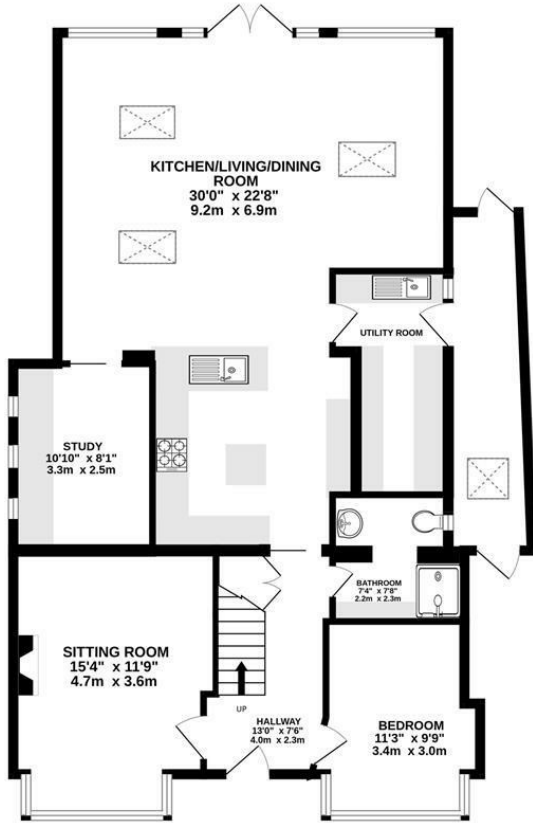 KITCHEN/LIVING/DINING
ROOM
30'0" x 22'8"
9.2m x 6.9m
UTILITY ROOM
STUDY
10'10" x 8'1"
3.3m x 2.5m
BATHROOM
7'4" x 7'8"
2.2m x 2.3m
SITTING ROOM
15'4" x 11'9"
4.7m x 3.6m
UP
HALLWAY
13'0" x 7'6"
4.0m x 2.3m
BEDROOM
11'3" x 9'9"
3.4m x 3.0m